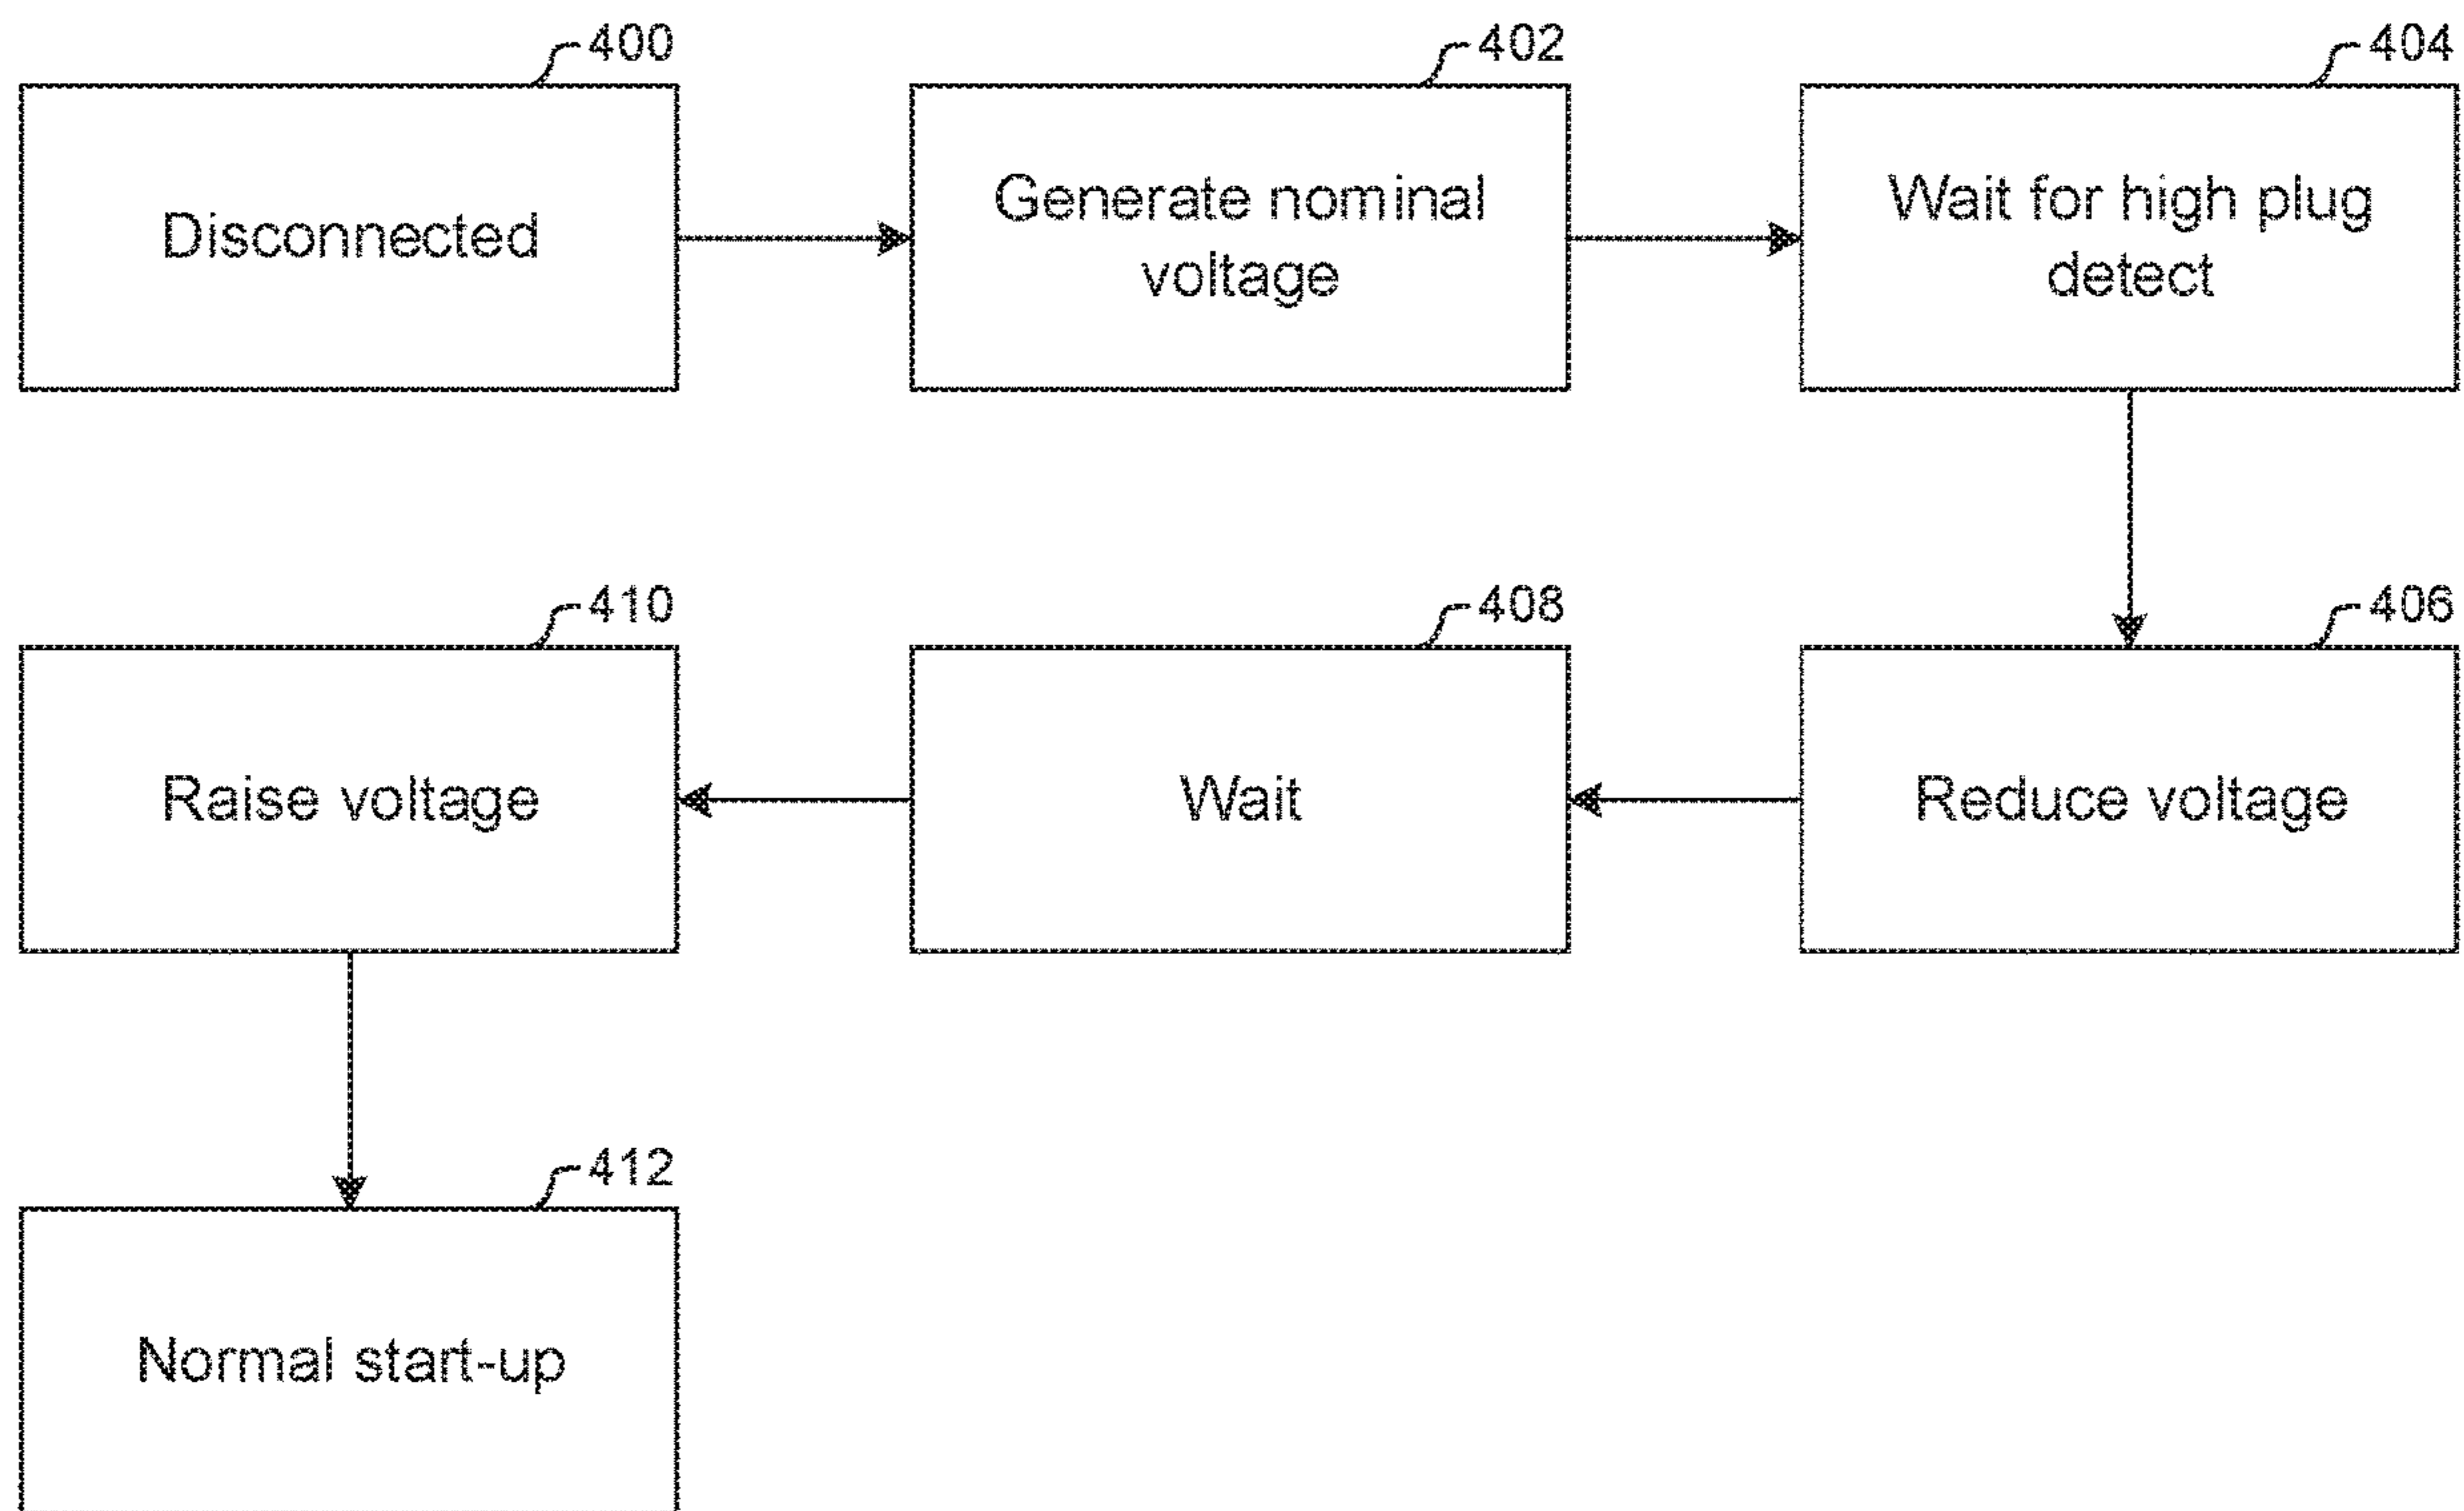 400
Disconnected
402
Generate nominal
voltage
404
Wait for high plug
detect
406
Reduce voltage
408
Wait
410
Raise voltage
412
Normal start-up